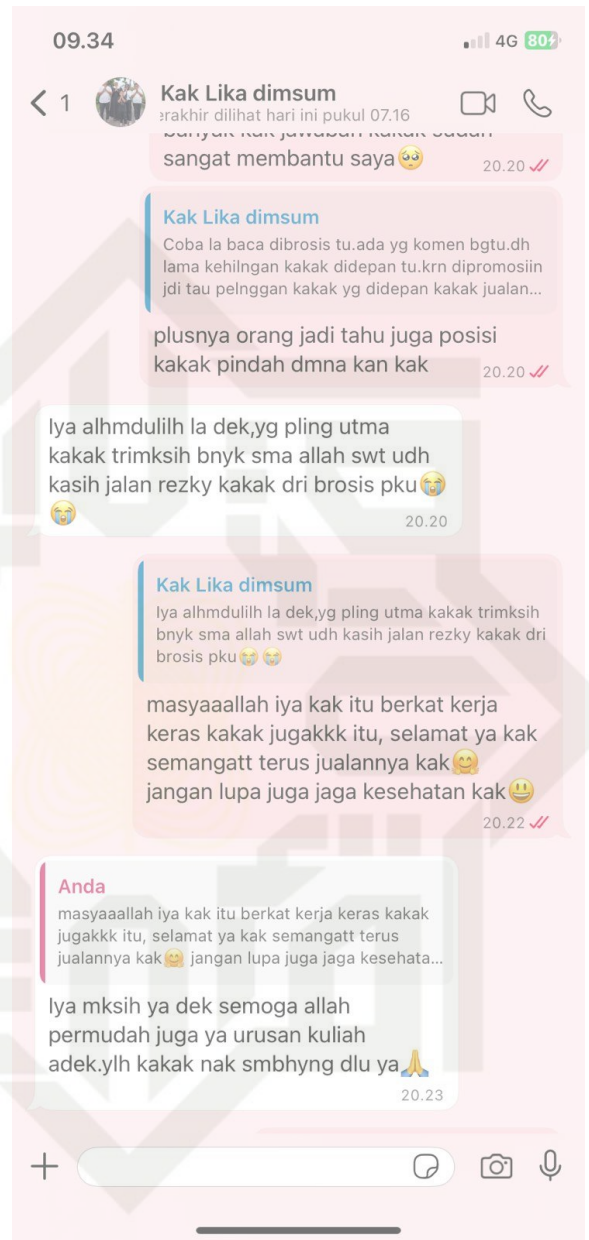 09.34
4G 80
1
Kak Lika dimsum
erakhir dilihat hari ini pukul 07.16
banyak kak jawaban kakak sudah
sangat membantu saya🥺
20.20
Kak Lika dimsum
Coba la baca dibrosis tu.ada yg komen bgtu.dh
lama kehilngan kakak didepan tu.krn dipromosiin
jdi tau pelnggan kakak yg didepan kakak jualan...
plusnya orang jadi tahu juga posisi
kakak pindah dmna kan kak
20.20
Iya alhmdulilh la dek,yg pling utma
kakak trimksih bnyk sma allah swt udh
kasih jalan rezky kakak dri brosis pku😭
😭
20.20
Kak Lika dimsum
Iya alhmdulilh la dek,yg pling utma kakak trimksih
bnyk sma allah swt udh kasih jalan rezky kakak dri
brosis pku😭😭
masyaaallah iya kak itu berkat kerja
keras kakak jugakkk itu, selamat ya kak
semangatt terus jualannya kak🤗
jangan lupa juga jaga kesehatan kak😃
20.22
Anda
masyaaallah iya kak itu berkat kerja keras kakak
jugakkk itu, selamat ya kak semangatt terus
jualannya kak🤗 jangan lupa juga jaga kesehata...
Iya mksih ya dek semoga allah
permudah juga ya urusan kuliah
adek.ylh kakak nak smbhyng dlu ya🙏
20.23